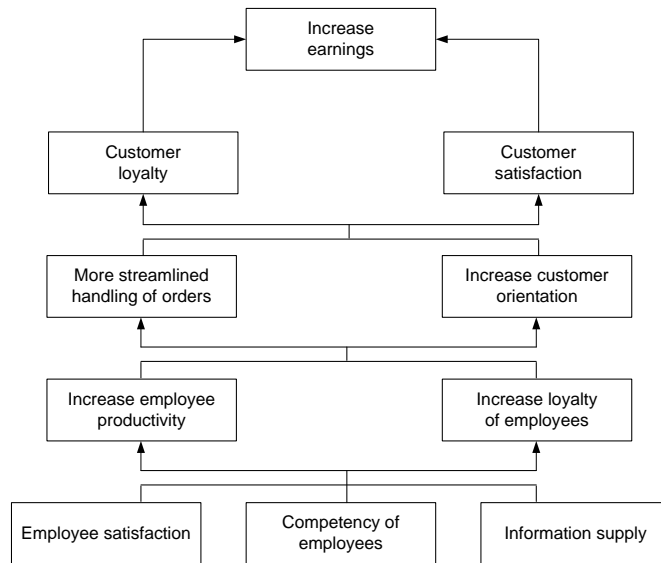 Increase
earnings
Customer
loyalty
Customer
satisfaction
More streamlined
handling of orders
Increase customer
orientation
Increase employee
productivity
Increase loyalty
of employees
Employee satisfaction
Competency of
employees
Information supply